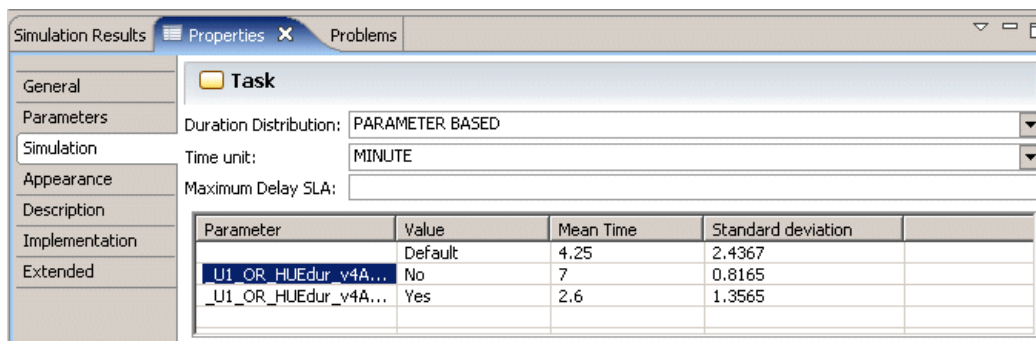 Simulation Results Properties Problems
General
Parameters
Simulation
Appearance
Description
Implementation
Extended
Task
Duration Distribution: PARAMETER BASED
Time unit: MINUTE
Maximum Delay SLA:
Parameter Value Mean Time Standard deviation
Default 4.25 2.4367
_U1_OR_HUEdur_v4A... No 7 0.8165
_U1_OR_HUEdur_v4A... Yes 2.6 1.3565